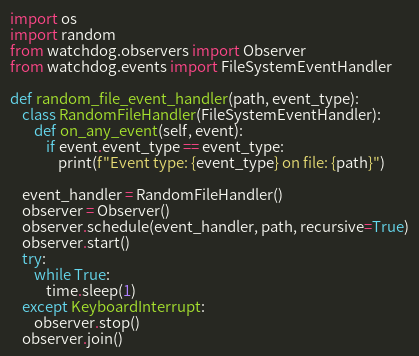 import os
import random
from watchdog.observers import Observer
from watchdog.events import FileSystemEventHandler

def random_file_event_handler(path, event_type):
    class RandomFileHandler(FileSystemEventHandler):
        def on_any_event(self, event):
            if event.event_type == event_type:
                print(f"Event type: {event_type} on file: {path}")

    event_handler = RandomFileHandler()
    observer = Observer()
    observer.schedule(event_handler, path, recursive=True)
    observer.start()
    try:
        while True:
            time.sleep(1)
    except KeyboardInterrupt:
        observer.stop()
    observer.join()